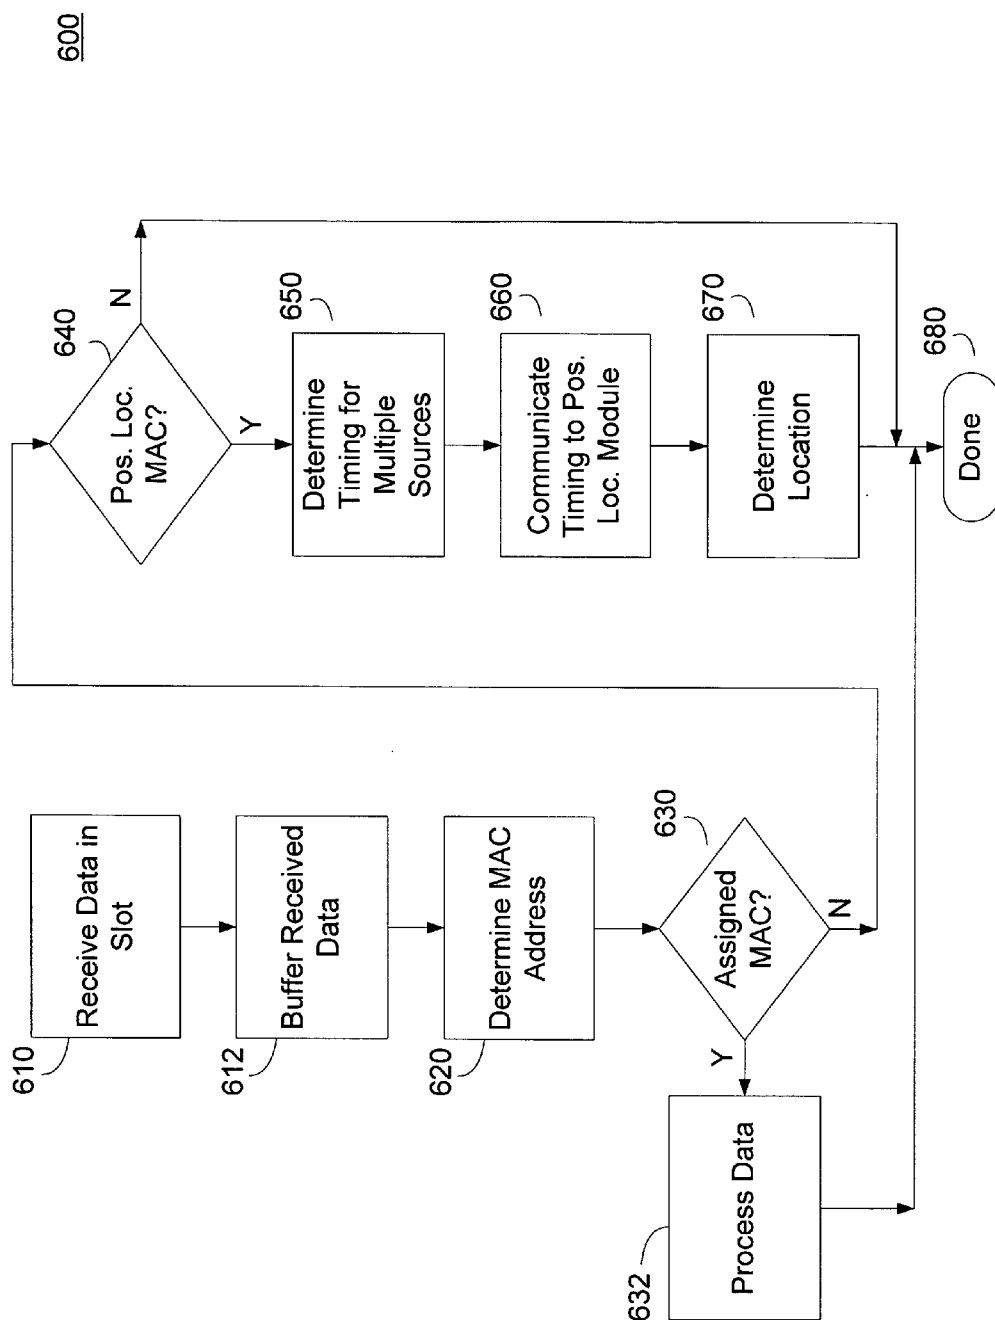 600
610
Receive Data in
Slot
612
Buffer Received
Data
620
Determine MAC
Address
630
Assigned
MAC?
Y
N
632
Process Data
640
Pos. Loc.
MAC?
N
Y
650
Determine
Timing for
Multiple
Sources
660
Communicate
Timing to Pos.
Loc. Module
670
Determine
Location
680
Done